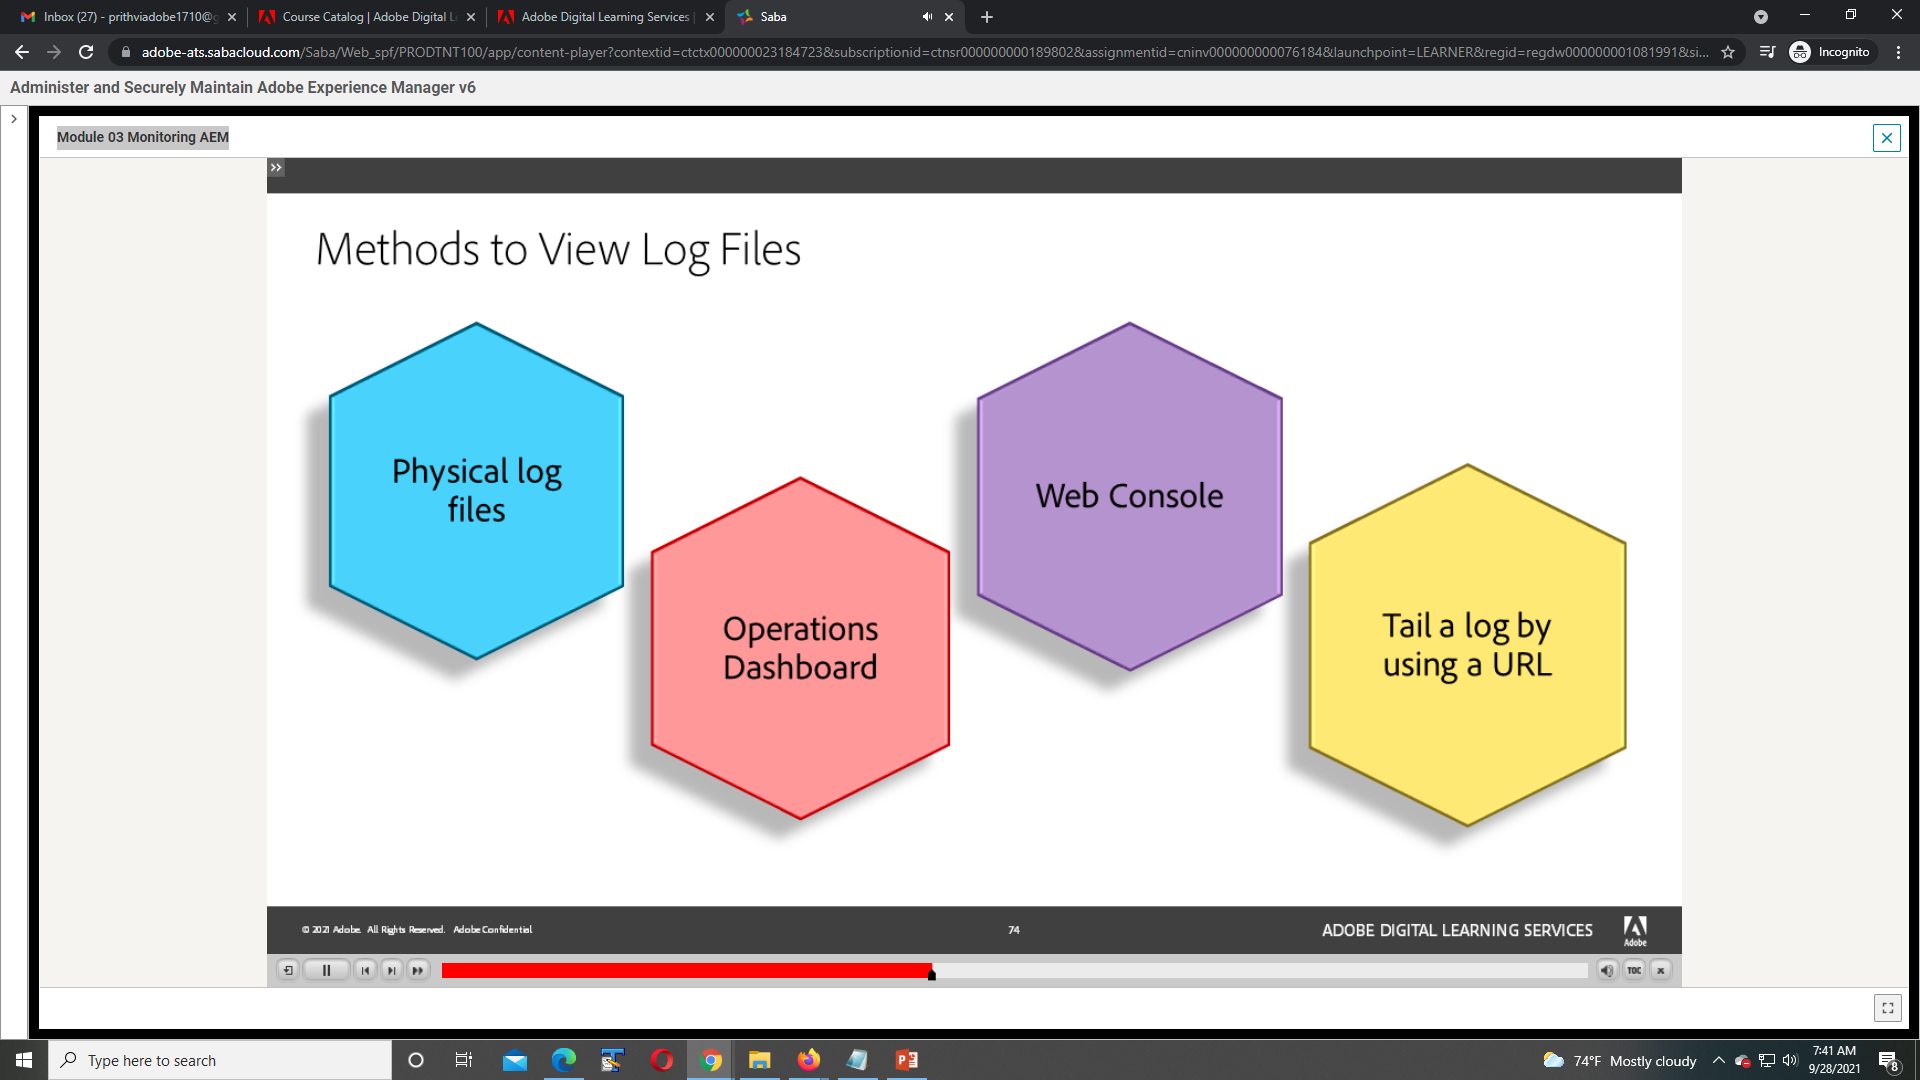 Inbox (27) - prithviadobe1710@g
Course Catalog | Adobe Digital L
Adobe Digital Learning Services |
Saba
adobe-ats.sabacloud.com/Saba/Web_spf/PRODTNT100/app/content-player?contextid=ctctx000000023184723&subscriptionid=ctnsr0000000000189802&assignmentid=cninv000000000076184&launchpoint=LEARNER&regid=regdw000000001081991&si...
Incognito
Administer and Securely Maintain Adobe Experience Manager v6
Module 03 Monitoring AEM
Methods to View Log Files
Physical log
files
Operations
Dashboard
Web Console
Tail a log by
using a URL
© 2021 Adobe. All Rights Reserved. Adobe Confidential
74
ADOBE DIGITAL LEARNING SERVICES
Adobe
TOC
Type here to search
74°F Mostly cloudy
7:41 AM
9/28/2021
8